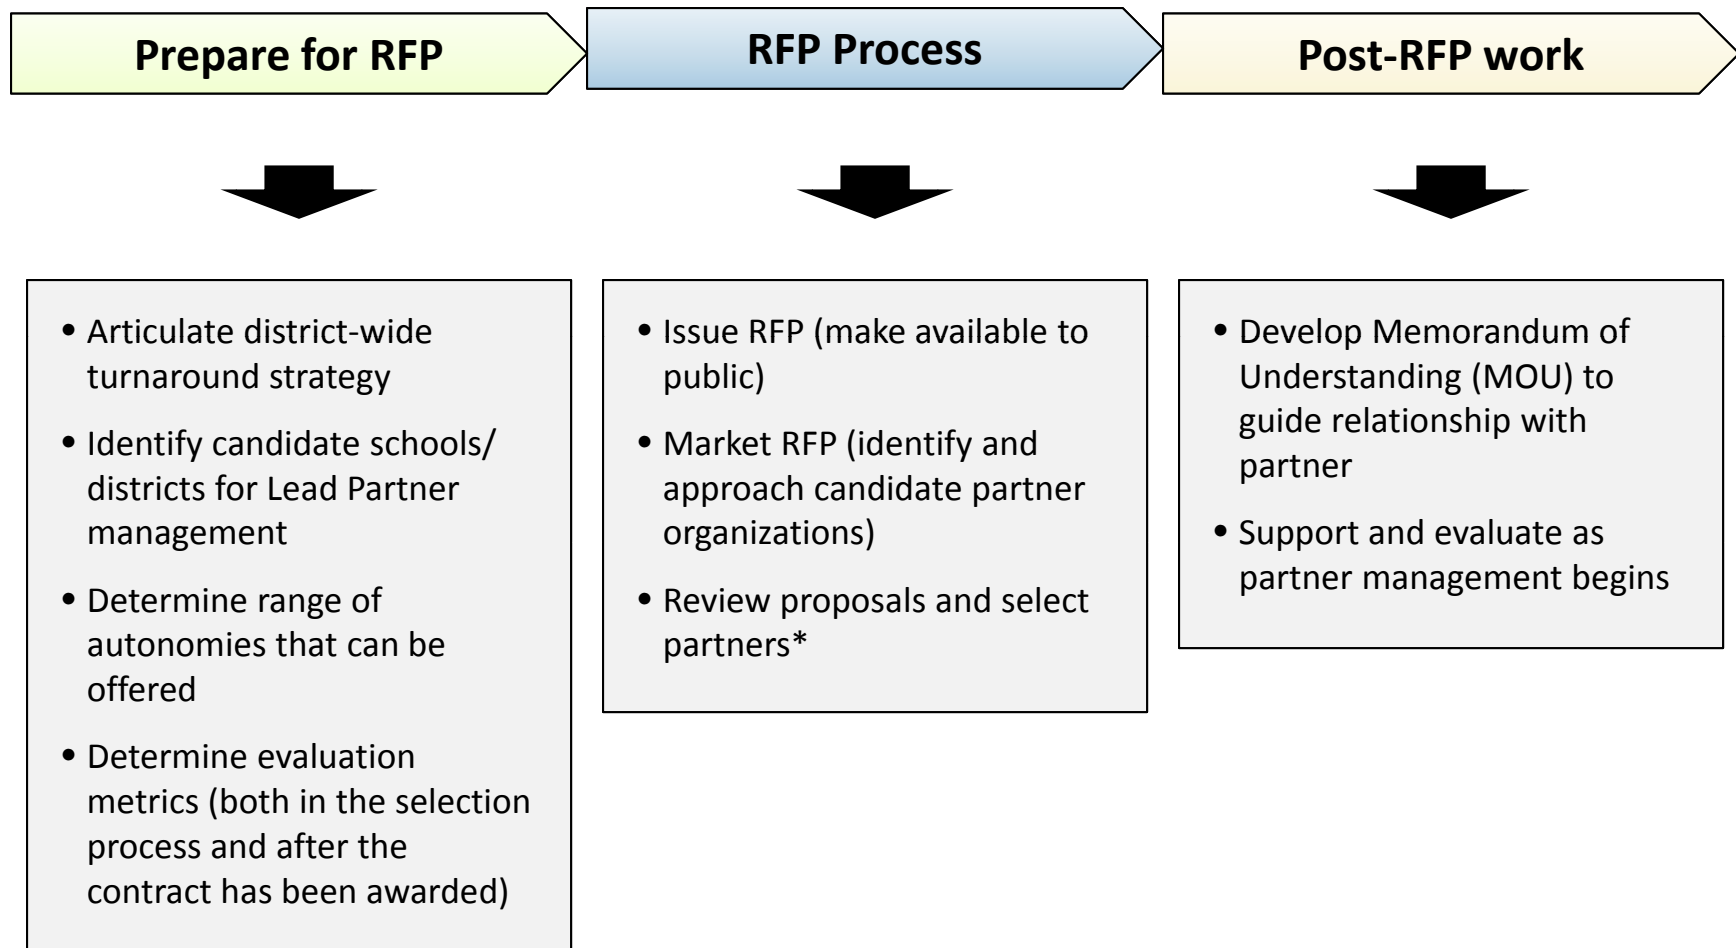 Prepare for RFP
RFP Process
Post-RFP work
• Articulate district-wide
turnaround strategy
• Identify candidate schools/
districts for Lead Partner
management
• Determine range of
autonomies that can be
offered
• Determine evaluation
metrics (both in the selection
process and after the
contract has been awarded)
• Issue RFP (make available to
public)
• Market RFP (identify and
approach candidate partner
organizations)
• Review proposals and select
partners*
• Develop Memorandum of
Understanding (MOU) to
guide relationship with
partner
• Support and evaluate as
partner management begins